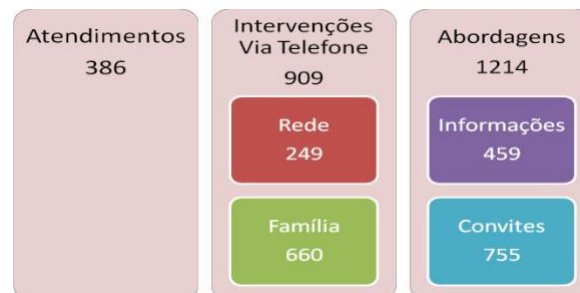 Atendimentos
386
Intervenções
Via Telefone
909
Rede
249
Família
660
Abordagens
1214
Informações
459
Convites
755